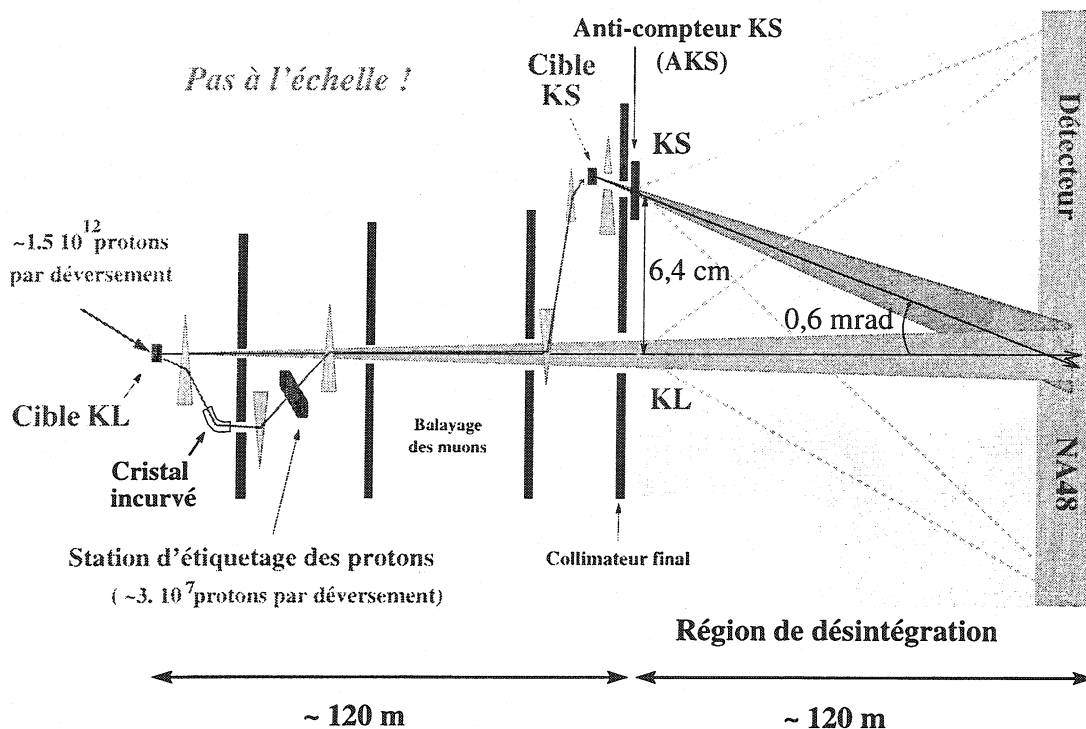 Anti-compteur KS
(AKS)
Pas à l'échelle !
Cible
KS
KS
Détecteur
~1.5 10 12 protons
par déversement
6,4 cm
0,6 mrad
Cible KL
KL
Balayage
des muons
NA48
Cristal
incurvé
Station d'étiquetage des protons
( ~3. 10 7 protons par déversement)
Collimateur final
Région de désintégration
~ 120 m
~ 120 m